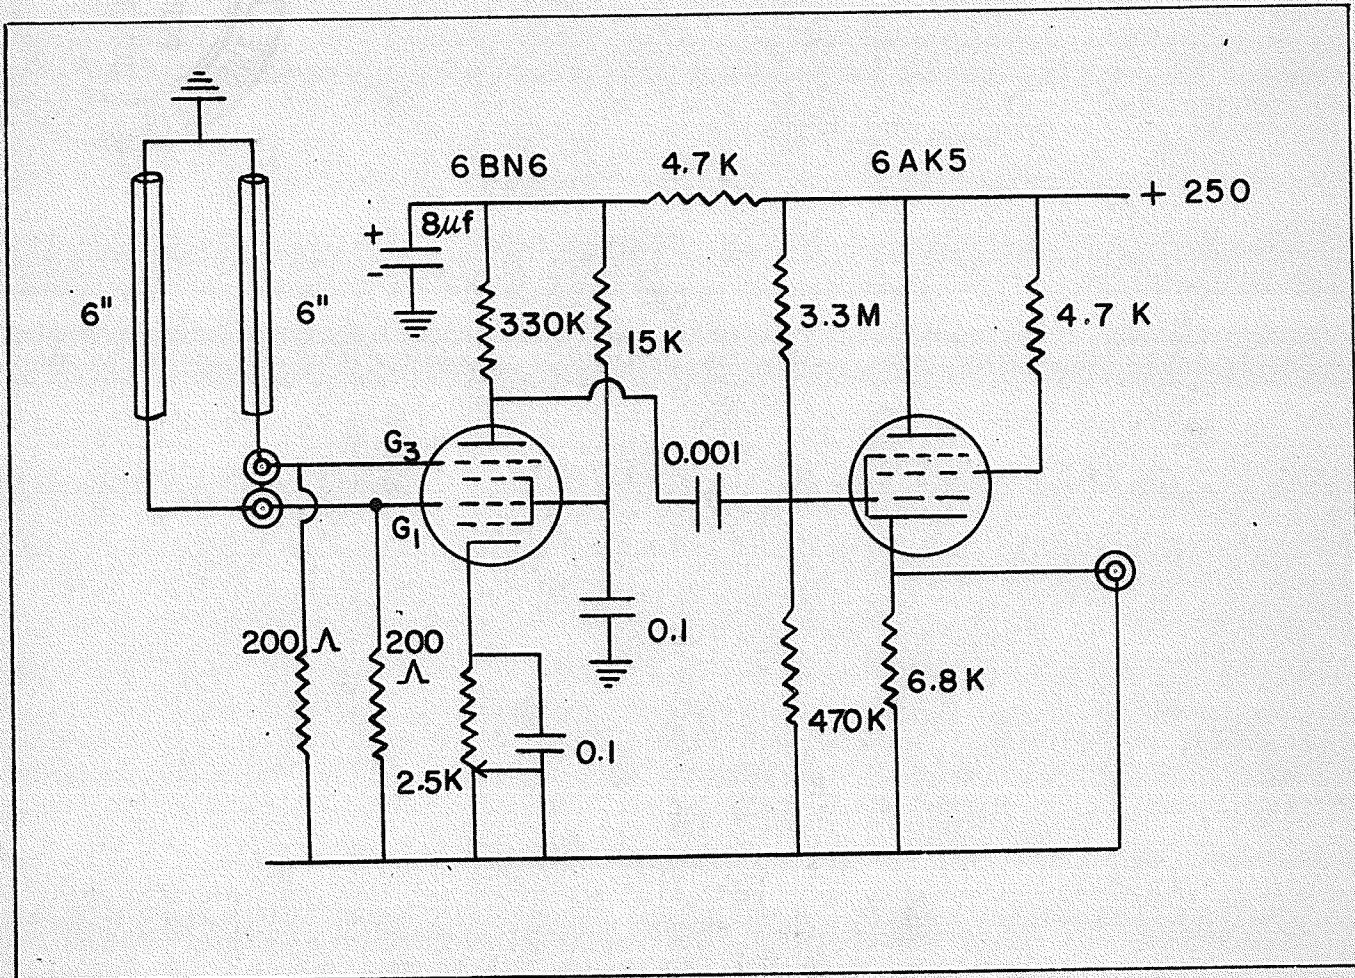 6BN6
4.7K
6AK5
+ 250
+
8µf
-
6"
6"
330K
15K
3.3M
4.7 K
G3
G1
0.001
200 Λ
200
Λ
0.1
2.5K
0.1
470K
6.8K